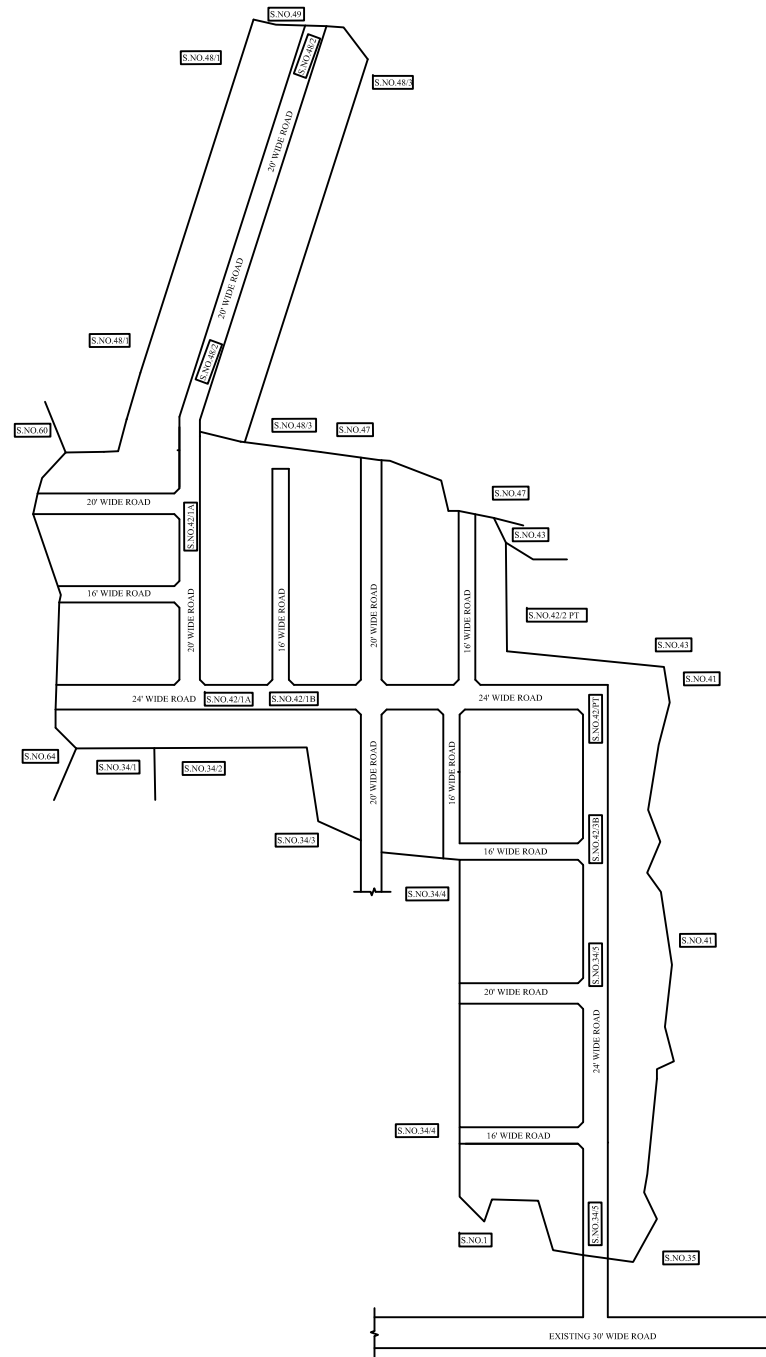 S.NO.49
S.NO.48/1
S.NO.48/2
S.NO.48/3
20' WIDE ROAD
20' WIDE ROAD
S.NO.48/1
S.NO.48/2
S.NO.60
S.NO.48/3
S.NO.47
20' WIDE ROAD
S.NO.42/1A
S.NO.47
S.NO.43
16' WIDE ROAD
20' WIDE ROAD
16' WIDE ROAD
20' WIDE ROAD
16' WIDE ROAD
S.NO.42/2 PT
S.NO.43
S.NO.41
24' WIDE ROAD
S.NO.42/1A
S.NO.42/1B
24' WIDE ROAD
S.NO.42/PT
S.NO.64
S.NO.34/1
S.NO.34/2
20' WIDE ROAD
16' WIDE ROAD
S.NO.34/3
16' WIDE ROAD
S.NO.42/3B
S.NO.34/4
S.NO.41
S.NO.34/5
20' WIDE ROAD
24' WIDE ROAD
S.NO.34/4
16' WIDE ROAD
S.NO.34/5
S.NO.1
S.NO.35
EXISTING 30' WIDE ROAD